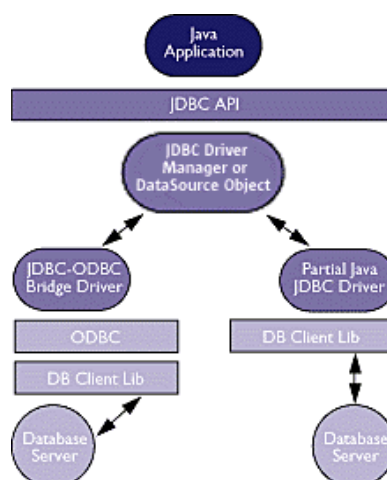 Java
Application
JDBC API
JDBC Driver
Manager or
DataSource Object
JDBC-ODBC
Bridge Driver
Partial Java
JDBC Driver
ODBC
DB Client Lib
DB Client Lib
Database
Server
Database
Server